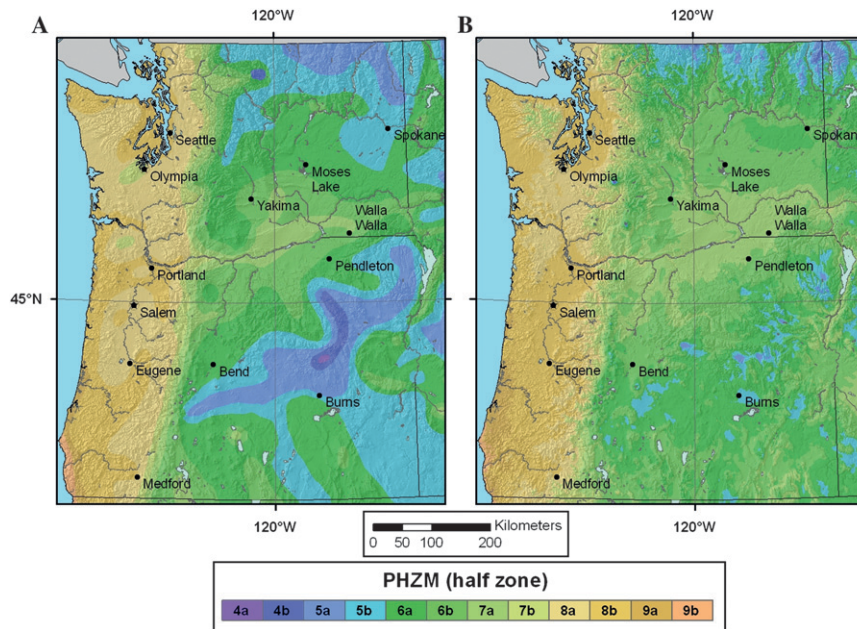 A
120°W
B
120°W
Seattle
Spokane
Olympia
Moses
Lake
Yakima
Walla
Walla
Pendleton
Portland
45°N
Salem
Eugene
Bend
Burns
Medford
Seattle
Spokane
Olympia
Moses
Lake
Yakima
Walla
Walla
Pendleton
Portland
Salem
Eugene
Bend
Burns
Medford
120°W
120°W
Kilometers
0 50 100 200
PHZM (half zone)
4a 4b 5a 5b 6a 6b 7a 7b 8a 8b 9a 9b